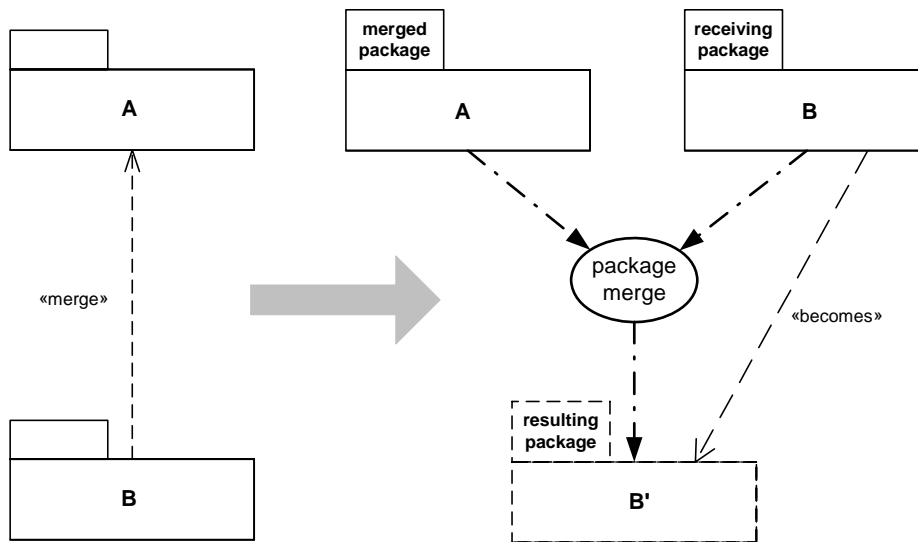 merged
package
receiving
package
A
A
B
package
merge
«merge»
«becomes»
resulting
package
B
B'